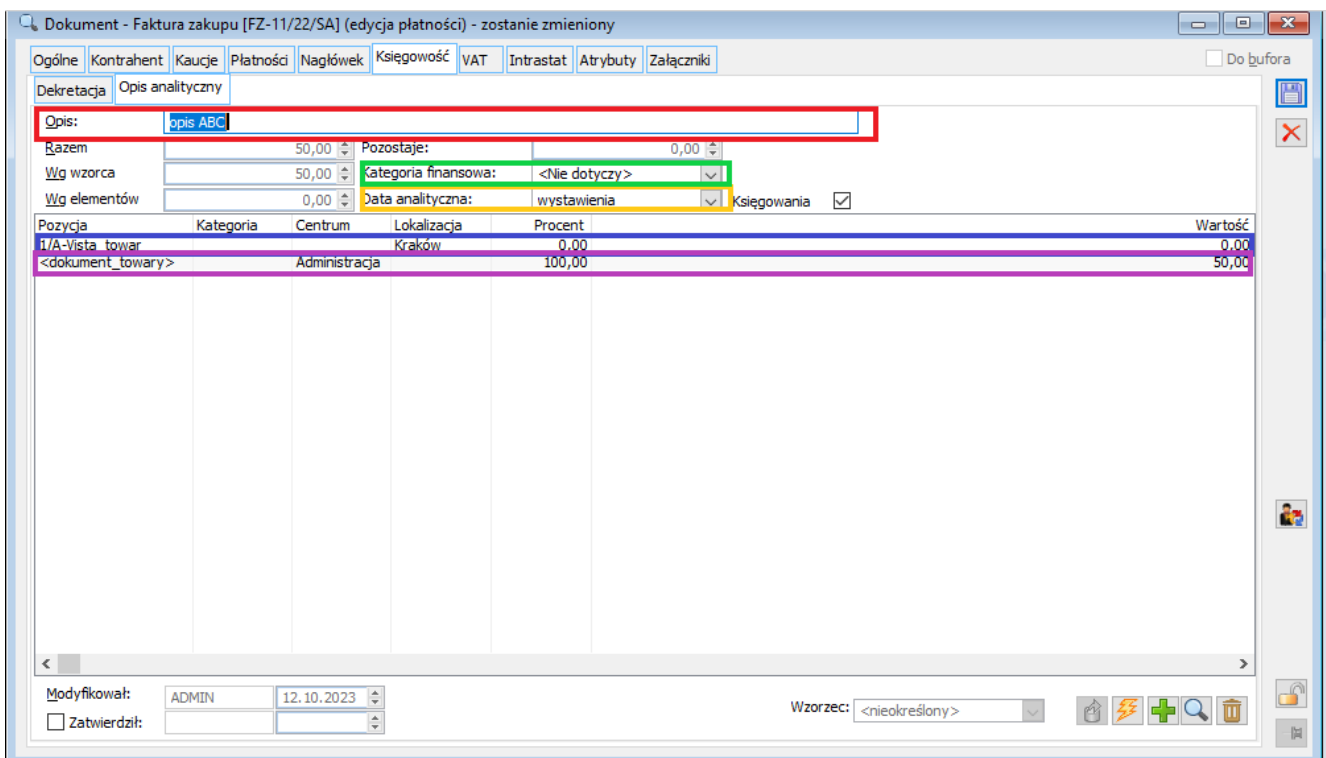 Dokument - Faktura zakupu [FZ-11/22/SA] (edycja płatności) - zostanie zmieniony
Ogólne Kontrahent Kaucje Płatności Nagłówek Księgowość VAT Intrastat Atrybuty Załączniki Do bufora
Dekretacja Opis analityczny
Opis: opis ABC
Razem 50,00 Pozostaje: 0,00
Wg wzorca 50,00 Kategoria finansowa: <Nie dotyczy>
Wg elementów 0,00 Data analityczna: wystawienia Księgowania
Pozycja Kategoria Centrum Lokalizacja Procent Wartość
1/A-Vista_towar Kraków 0,00 0,00
<dokument_towary> Administracja 100,00 50,00
Modyfikował: ADMIN 12.10.2023
Zatwierdził:
Wzorzec: <nieokreślony>